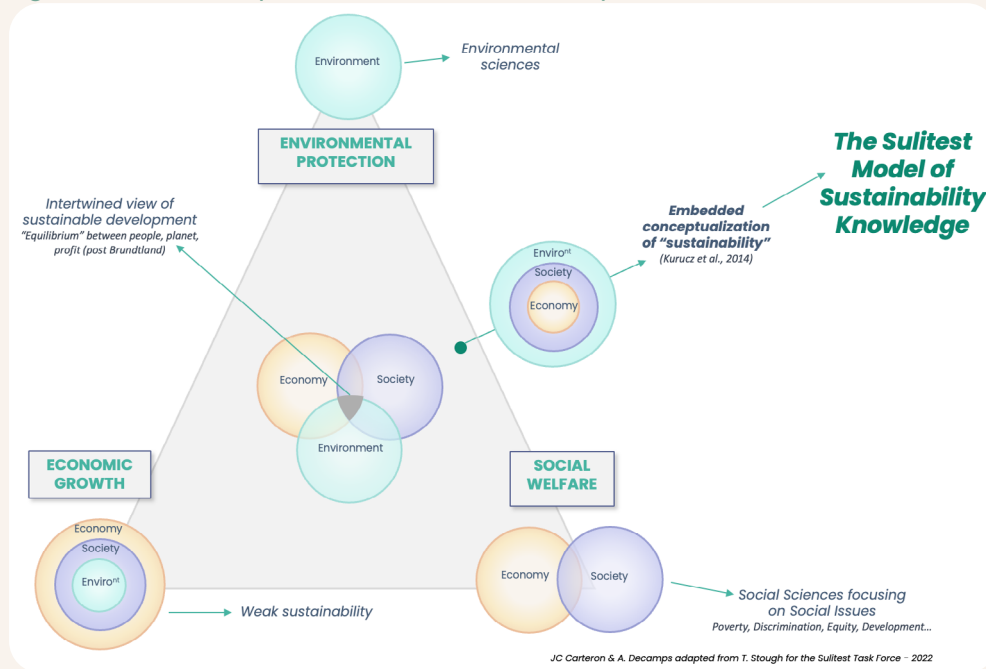 Environment
Environmental
sciences
ENVIRONMENTAL
PROTECTION
The Sulitest
Model of
Sustainability
Knowledge
Intertwined view of
sustainable development
"Equilibrium" between people, planet,
profit (post Brundtland)
Embedded
conceptualization
of "sustainability"
(Kurucz et al., 2014)
Enviroⁿᵗ
Society
Economy
Economy
Society
Environment
ECONOMIC
GROWTH
SOCIAL
WELFARE
Economy
Society
Enviroⁿᵗ
Weak sustainability
Economy
Society
Social Sciences focusing
on Social Issues
Poverty, Discrimination, Equity, Development...
JC Carteron & A. Decamps adapted from T. Stough for the Sulitest Task Force - 2022